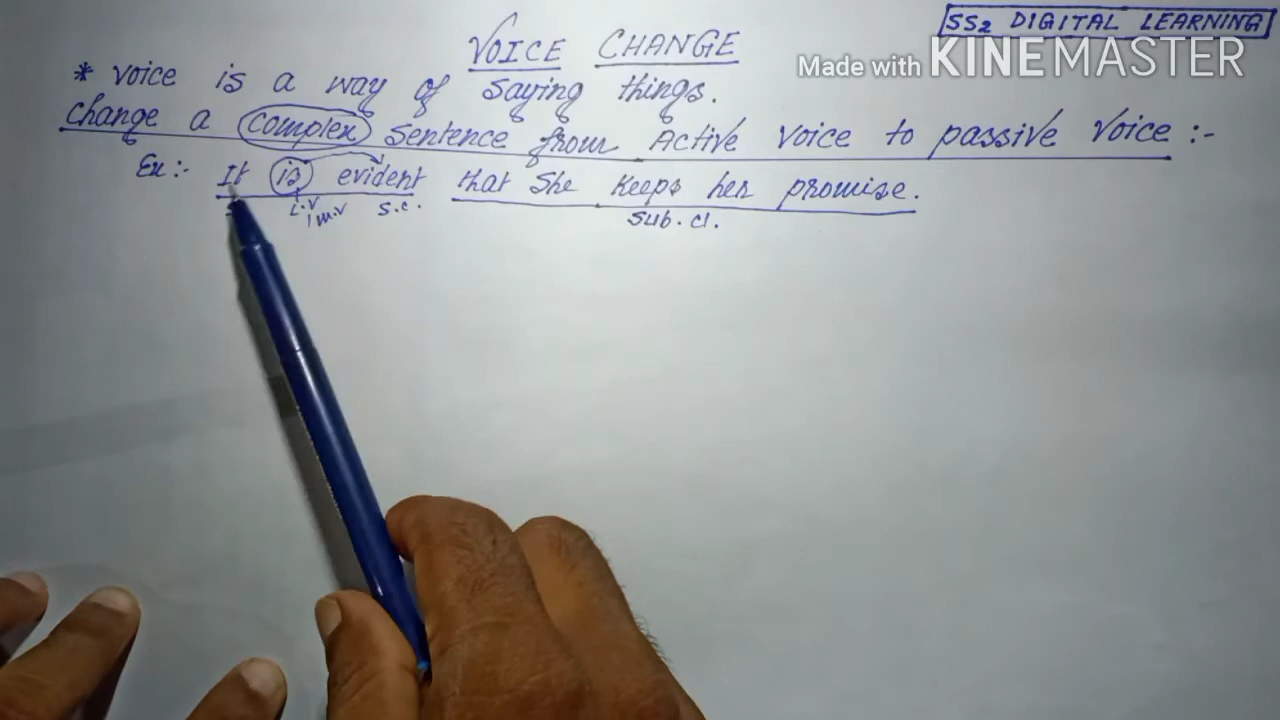 SS2 DIGITAL LEARNING
Made with KINEMASTER
VOICE CHANGE
* Voice is a way of saying things.
Change a complex sentence from Active voice to passive voice :-
Ex:- It is evident that She keeps her promise.
L.V S.C. Sub. cl.
1 M.V